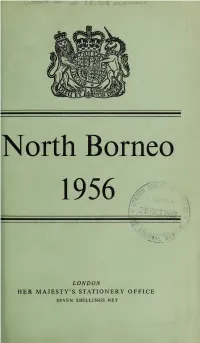 North Borneo
1956
LONDON
HER MAJESTY'S STATIONERY OFFICE
SEVEN SHILLINGS NET